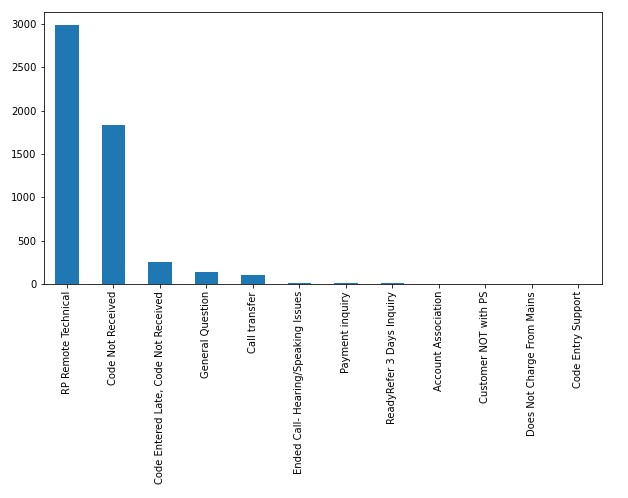 3000
2500
2000
1500
1000
500
0
RP Remote Technical
Code Not Received
Code Entered Late, Code Not Received
General Question
Call transfer
Ended Call- Hearing/Speaking Issues
Payment inquiry
ReadyRefer 3 Days Inquiry
Account Association
Customer NOT with PS
Does Not Charge From Mains
Code Entry Support